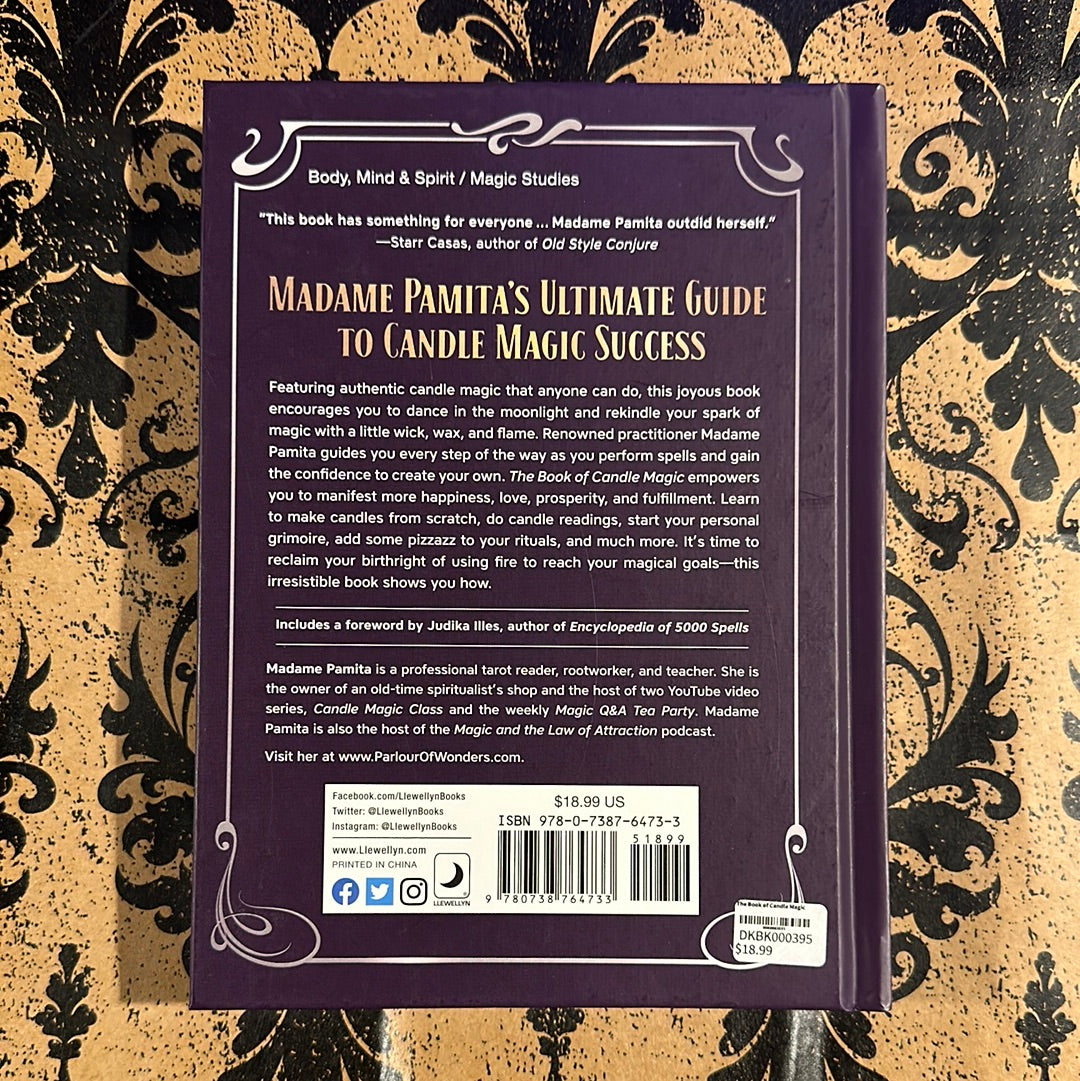 Body, Mind & Spirit / Magic Studies
"This book has something for everyone ... Madame Pamita outdid herself."
—Starr Casas, author of Old Style Conjure
MADAME PAMITA'S ULTIMATE GUIDE
TO CANDLE MAGIC SUCCESS
Featuring authentic candle magic that anyone can do, this joyous book
encourages you to dance in the moonlight and rekindle your spark of
magic with a little wick, wax, and flame. Renowned practitioner Madame
Pamita guides you every step of the way as you perform spells and gain
the confidence to create your own. The Book of Candle Magic empowers
you to manifest more happiness, love, prosperity, and fulfillment. Learn
to make candles from scratch, do candle readings, start your personal
grimoire, add some pizzazz to your rituals, and much more. It's time to
reclaim your birthright of using fire to reach your magical goals—this
irresistible book shows you how.
Includes a foreword by Judika Illes, author of Encyclopedia of 5000 Spells
Madame Pamita is a professional tarot reader, rootworker, and teacher. She is
the owner of an old-time spiritualist's shop and the host of two YouTube video
series, Candle Magic Class and the weekly Magic Q&A Tea Party. Madame
Pamita is also the host of the Magic and the Law of Attraction podcast.
Visit her at www.ParlourOfWonders.com.
Facebook.com/LlewellynBooks
Twitter: @LlewellynBooks
Instagram: @LlewellynBooks
www.Llewellyn.com
PRINTED IN CHINA
LLEWELLYN
$18.99 US
ISBN 978-0-7387-6473-3
51899
9 780738 764733
The Book of Candle Magic
DKBK000395
$18.99